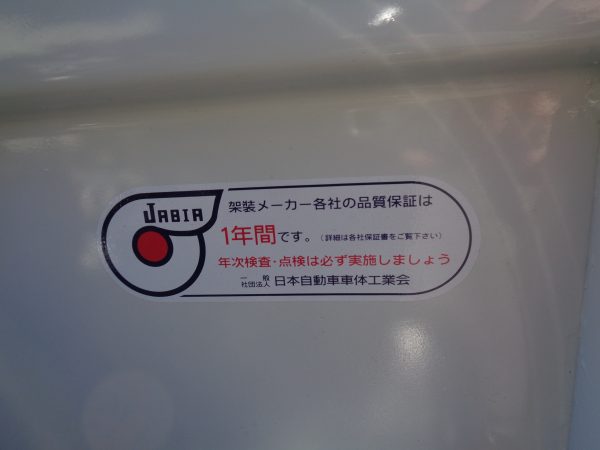 JABIA
架装メーカー各社の品質保証は
1年間です。（詳細は各社保証書をご覧下さい）
年次検査・点検は必ず実施しましょう
一般社団法人 日本自動車車体工業会